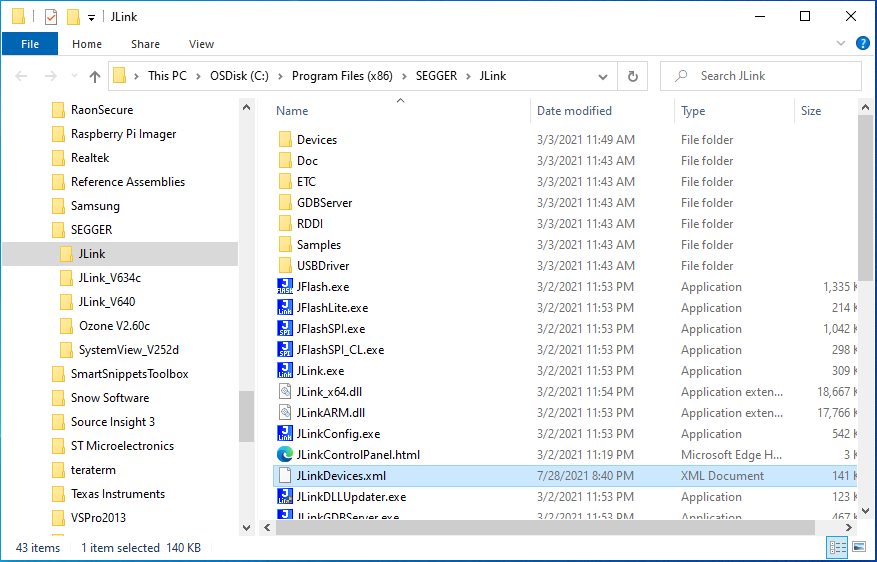 JLink
File Home Share View
This PC OSDisk (C:) Program Files (x86) SEGGER JLink
Search JLink
RaonSecure
Raspberry Pi Imager
Realtek
Reference Assemblies
Samsung
SEGGER
JLink
JLink_V634c
JLink_V640
Ozone V2.60c
SystemView_V252d
SmartSnippetsToolbox
Snow Software
Source Insight 3
ST Microelectronics
teraterm
Texas Instruments
VSPro2013
Name Date modified Type Size
Devices 3/3/2021 11:49 AM File folder
Doc 3/3/2021 11:43 AM File folder
ETC 3/3/2021 11:43 AM File folder
GDBServer 3/3/2021 11:43 AM File folder
RDDI 3/3/2021 11:43 AM File folder
Samples 3/3/2021 11:43 AM File folder
USBDriver 3/3/2021 11:43 AM File folder
JFlash.exe 3/2/2021 11:53 PM Application 1,335 K
JFlashLite.exe 3/2/2021 11:53 PM Application 214 K
JFlashSPI.exe 3/2/2021 11:53 PM Application 1,042 K
JFlashSPI_CL.exe 3/2/2021 11:53 PM Application 298 K
JLink.exe 3/2/2021 11:53 PM Application 309 K
JLink_x64.dll 3/2/2021 11:54 PM Application exten... 18,667 K
JLinkARM.dll 3/2/2021 11:53 PM Application exten... 17,766 K
JLinkConfig.exe 3/2/2021 11:53 PM Application 542 K
JLinkControlPanel.html 3/2/2021 11:19 PM Microsoft Edge H... 3 K
JLinkDevices.xml 7/28/2021 8:40 PM XML Document 141 K
JLinkDLLUpdater.exe 3/2/2021 11:53 PM Application 123 K
JLinkGDBServer.exe 3/2/2021 11:53 PM Application 467 K
43 items 1 item selected 140 KB